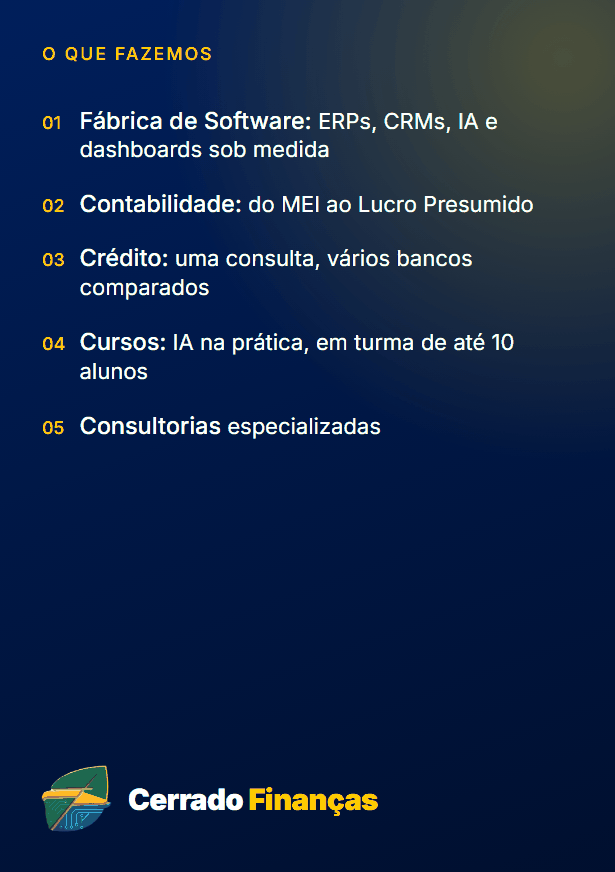 O QUE FAZEMOS
01 Fábrica de Software: ERPs, CRMs, IA e
dashboards sob medida
02 Contabilidade: do MEI ao Lucro Presumido
03 Crédito: uma consulta, vários bancos
comparados
04 Cursos: IA na prática, em turma de até 10
alunos
05 Consultorias especializadas
Cerrado Finanças